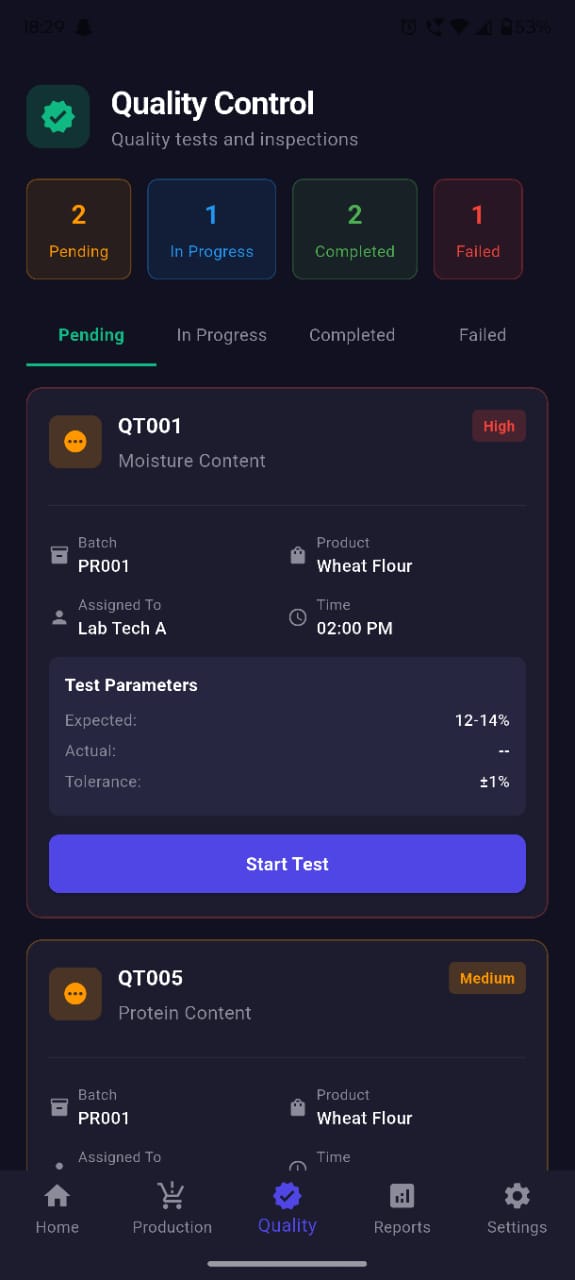 18:29 53%
Quality Control
Quality tests and inspections
2 1 2 1
Pending In Progress Completed Failed
Pending In Progress Completed Failed
QT001 High
Moisture Content
Batch Product
PR001 Wheat Flour
Assigned To Time
Lab Tech A 02:00 PM
Test Parameters
Expected: 12-14%
Actual: --
Tolerance: ±1%
Start Test
QT005 Medium
Protein Content
Batch Product
PR001 Wheat Flour
Assigned To Time
Home Production Quality Reports Settings